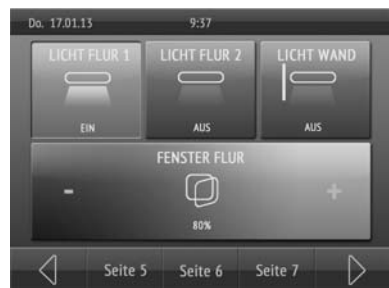 Do. 17.01.13 9:37
LICHT FLUR 1 LICHT FLUR 2 LICHT WAND
EIN AUS AUS
FENSTER FLUR
- +
80%
Seite 5 Seite 6 Seite 7